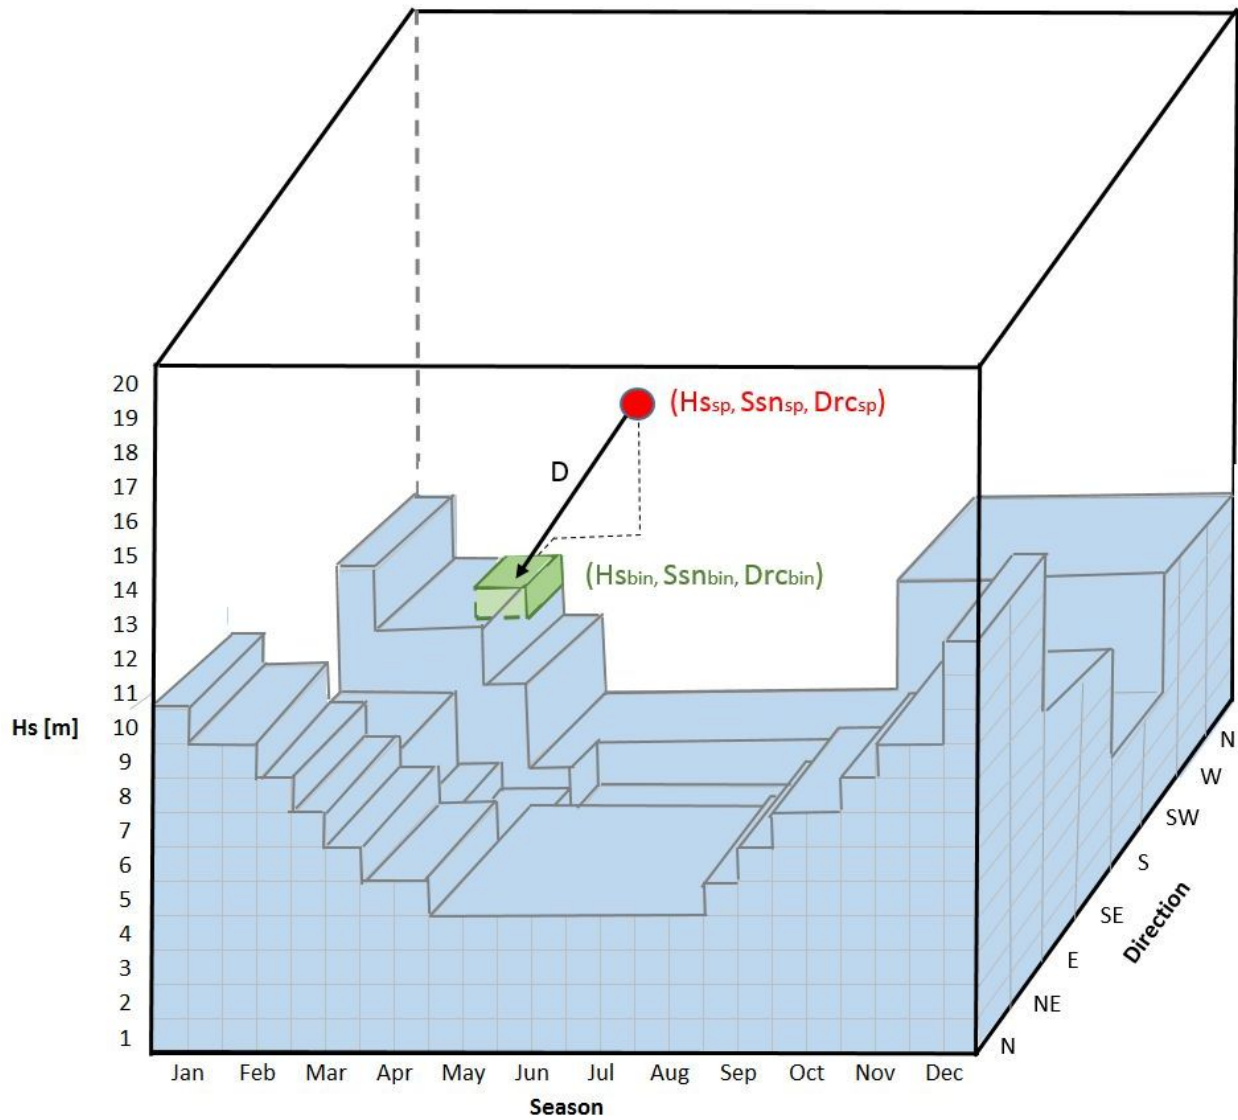 20
19
18
17
16
15
14
13
12
11
10
9
8
7
6
5
4
3
2
1
Hs [m]
(Hssp, Ssnsp, Drcsp)
D
(Hsbin, Ssnbin, Drcbin)
N
W
SW
S
SE
E
NE
N
Direction
Jan Feb Mar Apr May Jun Jul Aug Sep Oct Nov Dec
Season